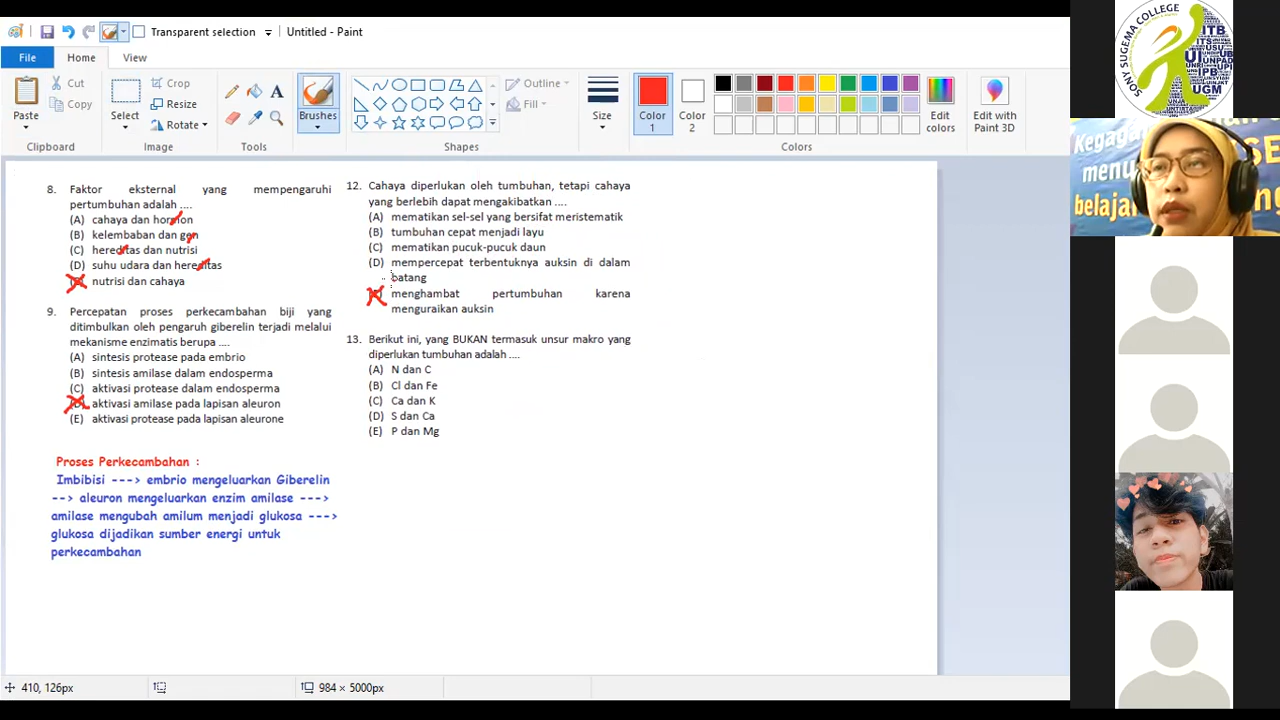 Transparent selection
Untitled - Paint
File
Home
View
Paste
Cut
Copy
Clipboard
Select
Crop
Resize
Rotate
Image
Tools
Brushes
Shapes
Outline
Fill
Size
Color 1
Color 2
Edit colors
Edit with Paint 3D
Colors
8. Faktor eksternal yang mempengaruhi
pertumbuhan adalah ....
(A) cahaya dan hormon
(B) kelembaban dan gen
(C) hereditas dan nutrisi
(D) suhu udara dan hereditas
nutrisi dan cahaya
9. Percepatan proses perkecambahan biji yang
ditimbulkan oleh pengaruh giberelin terjadi melalui
mekanisme enzimatis berupa ....
(A) sintesis protease pada embrio
(B) sintesis amilase dalam endosperma
(C) aktivasi protease dalam endosperma
(D) aktivasi amilase pada lapisan aleuron
(E) aktivasi protease pada lapisan aleurone
Proses Perkecambahan :
Imbibisi ---> embrio mengeluarkan Giberelin
--> aleuron mengeluarkan enzim amilase --->
amilase mengubah amilum menjadi glukosa --->
glukosa dijadikan sumber energi untuk
perkecambahan
12. Cahaya diperlukan oleh tumbuhan, tetapi cahaya
yang berlebih dapat mengakibatkan ....
(A) mematikan sel-sel yang bersifat meristematik
(B) tumbuhan cepat menjadi layu
(C) mematikan pucuk-pucuk daun
(D) mempercepat terbentuknya auksin di dalam
batang
menghambat pertumbuhan karena
menguraikan auksin
13. Berikut ini, yang BUKAN termasuk unsur makro yang
diperlukan tumbuhan adalah ....
(A) N dan C
(B) Cl dan Fe
(C) Ca dan K
(D) S dan Ca
(E) P dan Mg
410, 126px
984 × 5000px
SONY SUGEMA COLLEGE
ITB
UI
IPB
UGM
UNPAD
Kegaga
menu
belaja